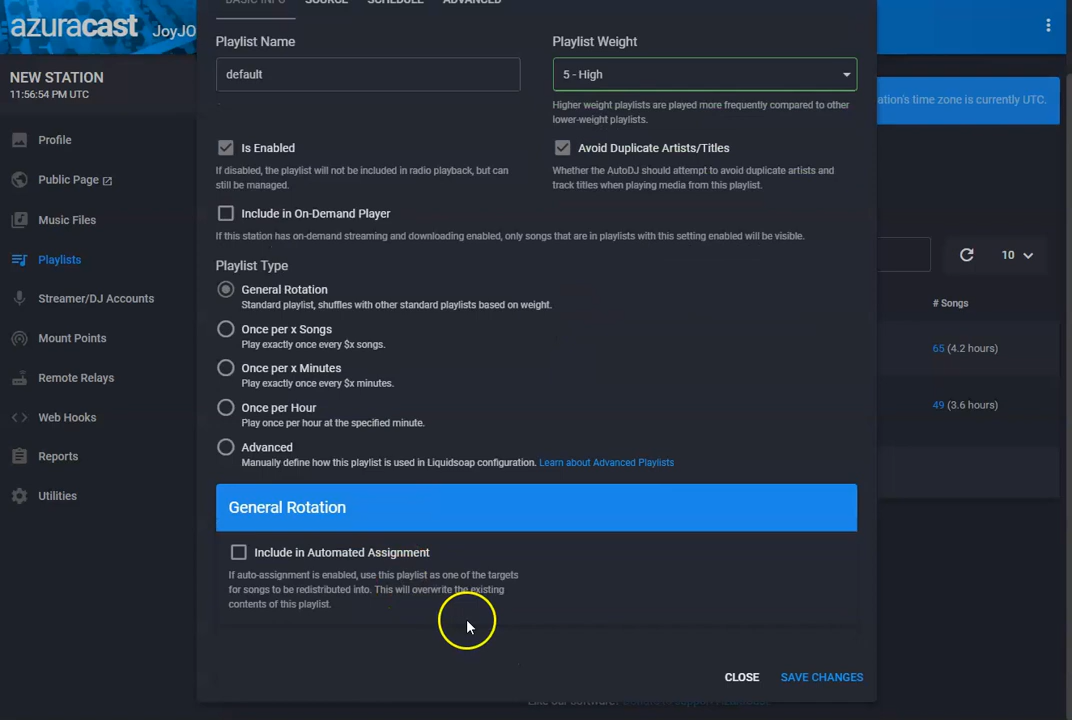 BASIC INFO SOURCE SCHEDULE ADVANCED
azuracast JoyJO
Playlist Name
Playlist Weight
default
5 - High
NEW STATION
11:56:54 PM UTC
Higher weight playlists are played more frequently compared to other
lower-weight playlists.
ation's time zone is currently UTC.
Profile
Public Page
Music Files
Playlists
Streamer/DJ Accounts
Mount Points
Remote Relays
Web Hooks
Reports
Utilities
Is Enabled
If disabled, the playlist will not be included in radio playback, but can
still be managed.
Avoid Duplicate Artists/Titles
Whether the AutoDJ should attempt to avoid duplicate artists and
track titles when playing media from this playlist.
Include in On-Demand Player
If this station has on-demand streaming and downloading enabled, only songs that are in playlists with this setting enabled will be visible.
Playlist Type
General Rotation
Standard playlist, shuffles with other standard playlists based on weight.
Once per x Songs
Play exactly once every $x songs.
Once per x Minutes
Play exactly once every $x minutes.
Once per Hour
Play once per hour at the specified minute.
Advanced
Manually define how this playlist is used in Liquidsoap configuration. Learn about Advanced Playlists
General Rotation
Include in Automated Assignment
If auto-assignment is enabled, use this playlist as one of the targets
for songs to be redistributed into. This will overwrite the existing
contents of this playlist.
CLOSE SAVE CHANGES
10
# Songs
65 (4.2 hours)
49 (3.6 hours)